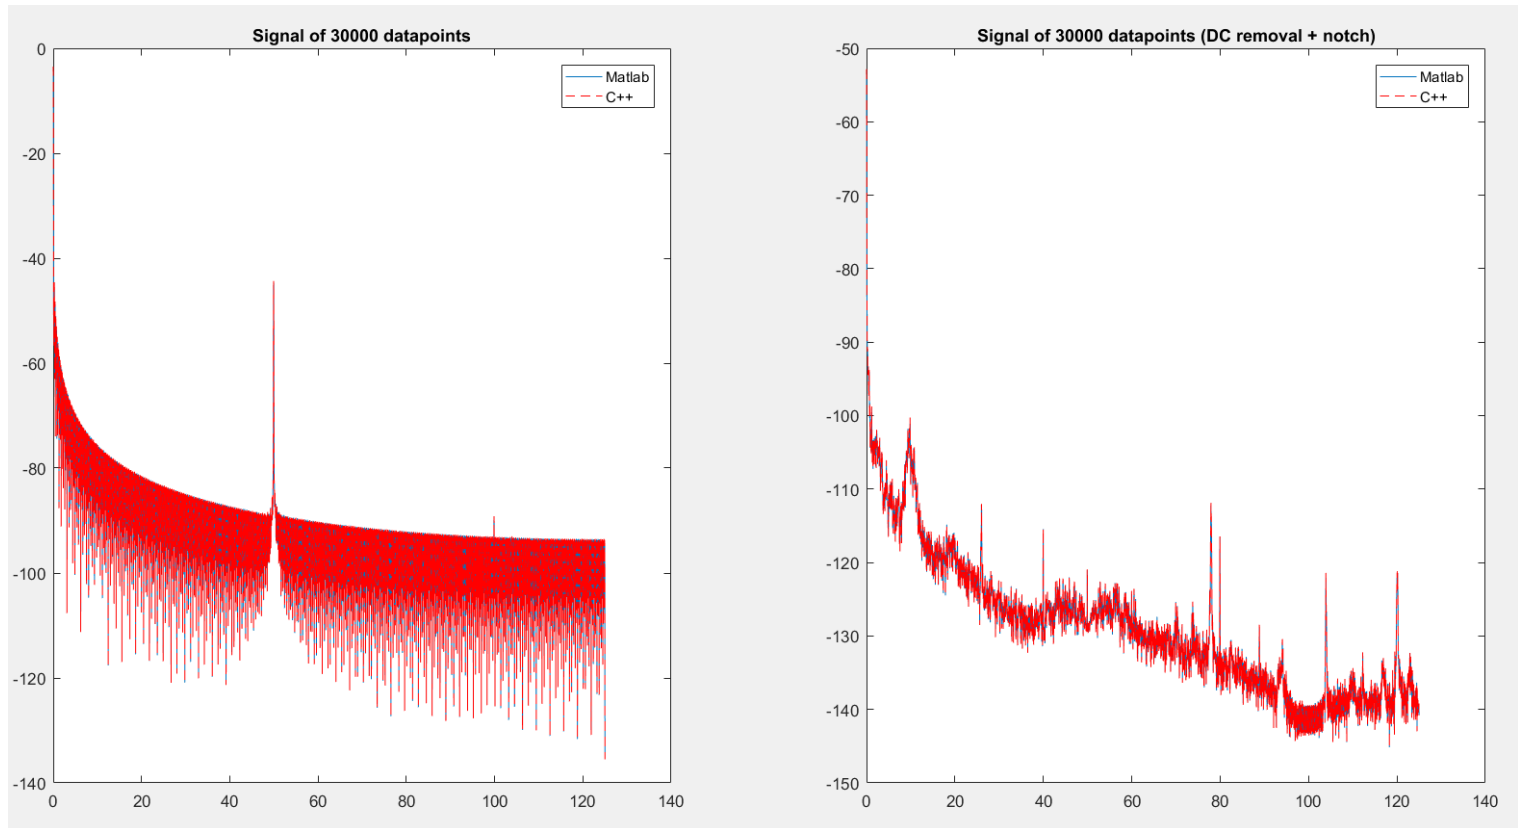 Signal of 30000 datapoints
Matlab
C++
0
-20
-40
-60
-80
-100
-120
-140
0 20 40 60 80 100 120 140
Signal of 30000 datapoints (DC removal + notch)
Matlab
C++
-50
-60
-70
-80
-90
-100
-110
-120
-130
-140
-150
0 20 40 60 80 100 120 140